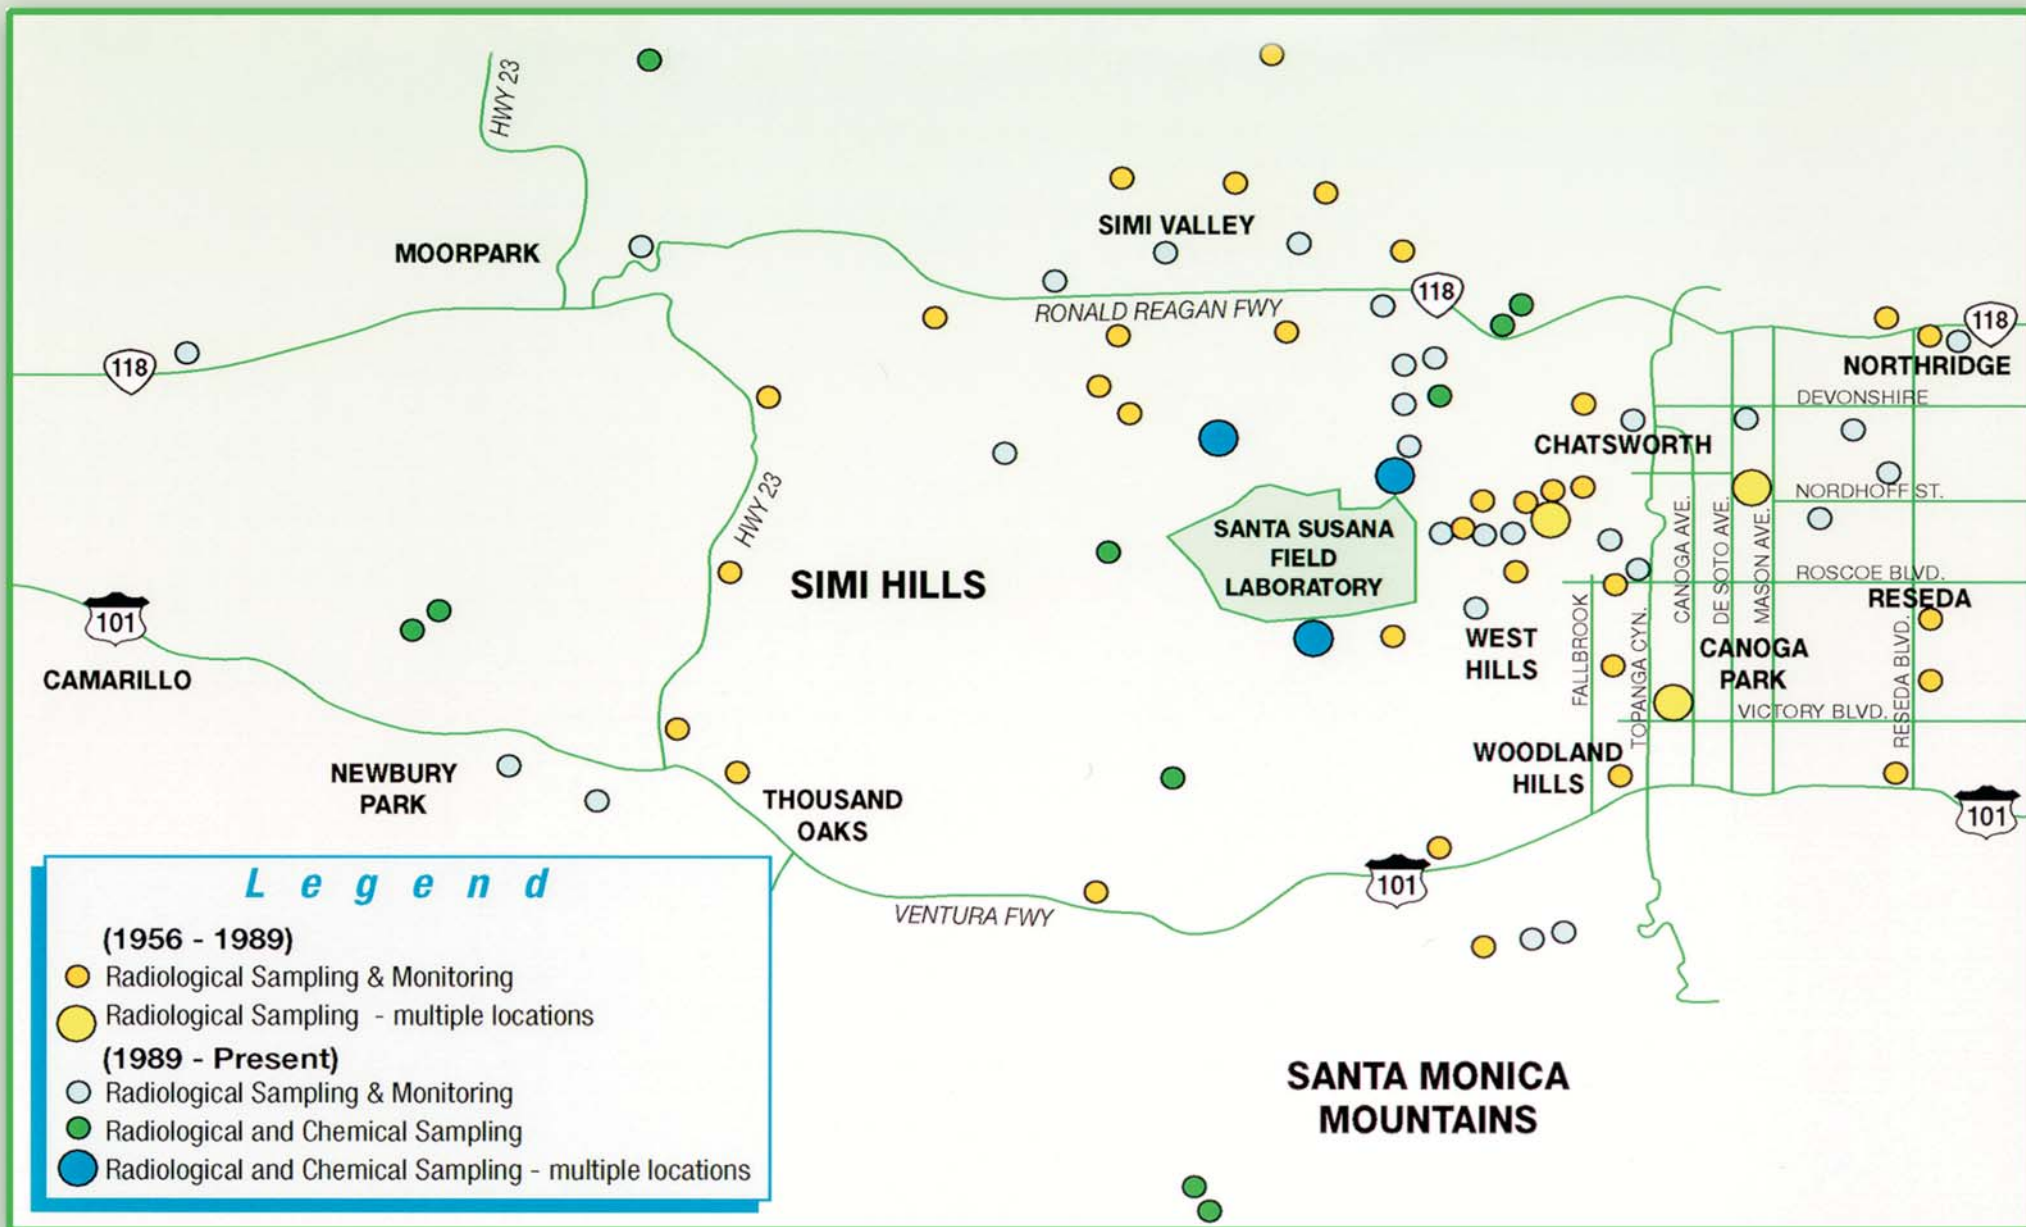 HWY 23
SIMI VALLEY
MOORPARK
118
RONALD REAGAN FWY
118
118
NORTHRIDGE
DEVONSHIRE
CHATSWORTH
HWY 23
NORDHOFF ST.
SANTA SUSANA
FIELD
LABORATORY
SIMI HILLS
CANOGA AVE.
DE SOTO AVE.
MASON AVE.
ROSCOE BLVD.
RESEDA
101
CAMARILLO
WEST
HILLS
FALLBROOK
TOPANGA CYN.
CANOGA
PARK
RESEDA BLVD.
VICTORY BLVD.
WOODLAND
HILLS
NEWBURY
PARK
THOUSAND
OAKS
101
101
VENTURA FWY
Legend
(1956 - 1989)
Radiological Sampling & Monitoring
Radiological Sampling - multiple locations
(1989 - Present)
Radiological Sampling & Monitoring
Radiological and Chemical Sampling
Radiological and Chemical Sampling - multiple locations
SANTA MONICA
MOUNTAINS